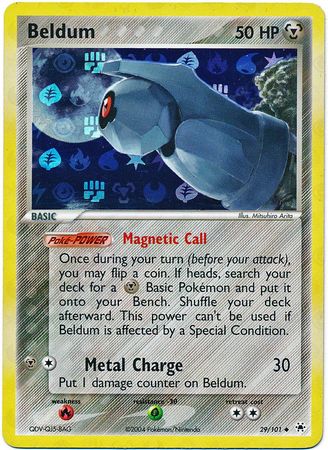 Beldum 50 HP
BASIC
Illus. Mitsuhiro Arita
Poké-POWER Magnetic Call
Once during your turn (before your attack),
you may flip a coin. If heads, search your
deck for a Basic Pokémon and put it
onto your Bench. Shuffle your deck
afterward. This power can't be used if
Beldum is affected by a Special Condition.
Metal Charge 30
Put 1 damage counter on Beldum.
weakness resistance -30 retreat cost
QDV-QJ5-BAG ©2004 Pokémon/Nintendo 29/101